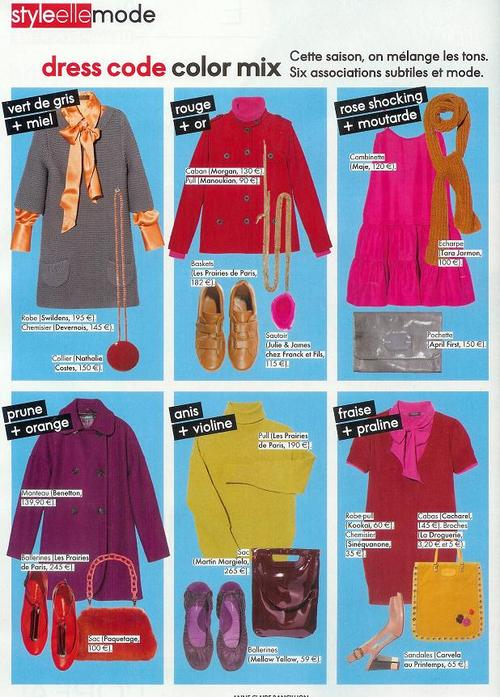 styleellemode
dress code color mix
Cette saison, on mélange les tons.
Six associations subtiles et mode.
vert de gris
+ miel
Robe (Swildens, 195 €).
Chemisier (Devernois, 145 €).
Collier (Nathalie
Costes, 150 €).
rouge
+ or
Caban (Morgan, 130 €).
Pull (Manoukian, 90 €).
Baskets
(Les Prairies de Paris,
182 €).
Sautoir
(Julie & James
chez Franck et Fils,
115 €).
rose shocking
+ moutarde
Combinette
(Maje, 120 €).
Echarpe
(Tara Jarmon,
100 €).
Pochette
(April First, 150 €).
prune
+ orange
Manteau (Benetton,
139,90 €).
Ballerines (Les Prairies
de Paris, 245 €).
Sac (Paquetage,
100 €).
anis
+ violine
Pull (Les Prairies
de Paris, 190 €).
Sac
(Martin Margiela,
265 €).
Ballerines
(Mellow Yellow, 59 €).
fraise
+ praline
Robe-pull
(Kookaï, 60 €).
Chemisier
(Sinéquanone,
35 €).
Cabas (Cacharel,
145 €). Broches
(La Droguerie,
3,20 € et 5 €).
Sandales (Carvela
au Printemps, 65 €).